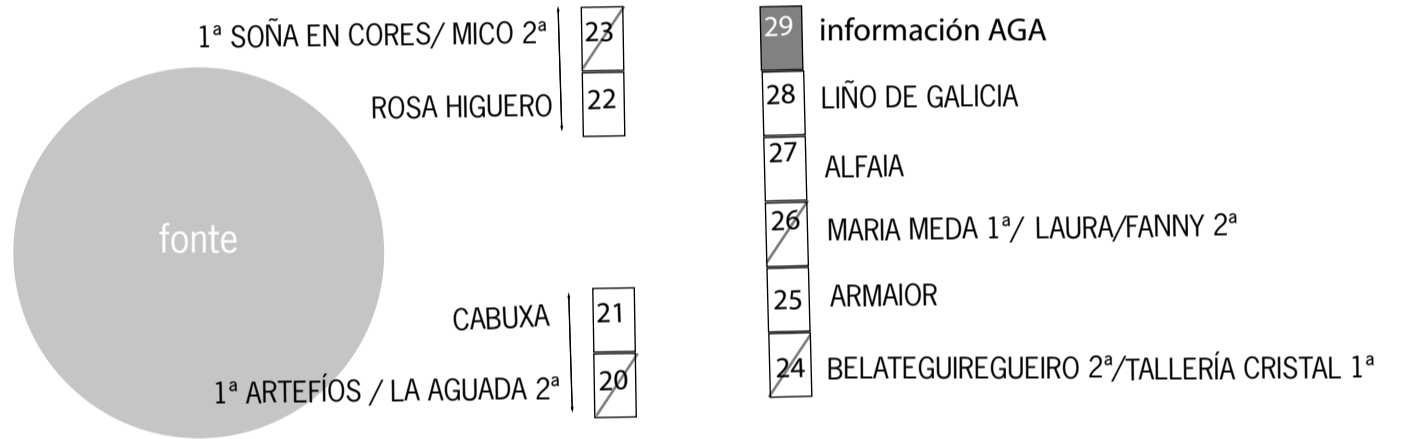 1ª SOÑA EN CORES/ MICO 2ª 23
ROSA HIGUERO 22
fonte
CABUXA 21
1ª ARTEFÍOS / LA AGUADA 2ª 20
29 información AGA
28 LIÑO DE GALICIA
27 ALFAIA
26 MARIA MEDA 1ª/ LAURA/FANNY 2ª
25 ARMAIOR
24 BELATEGUIREGUEIRO 2ª/TALLERÍA CRISTAL 1ª